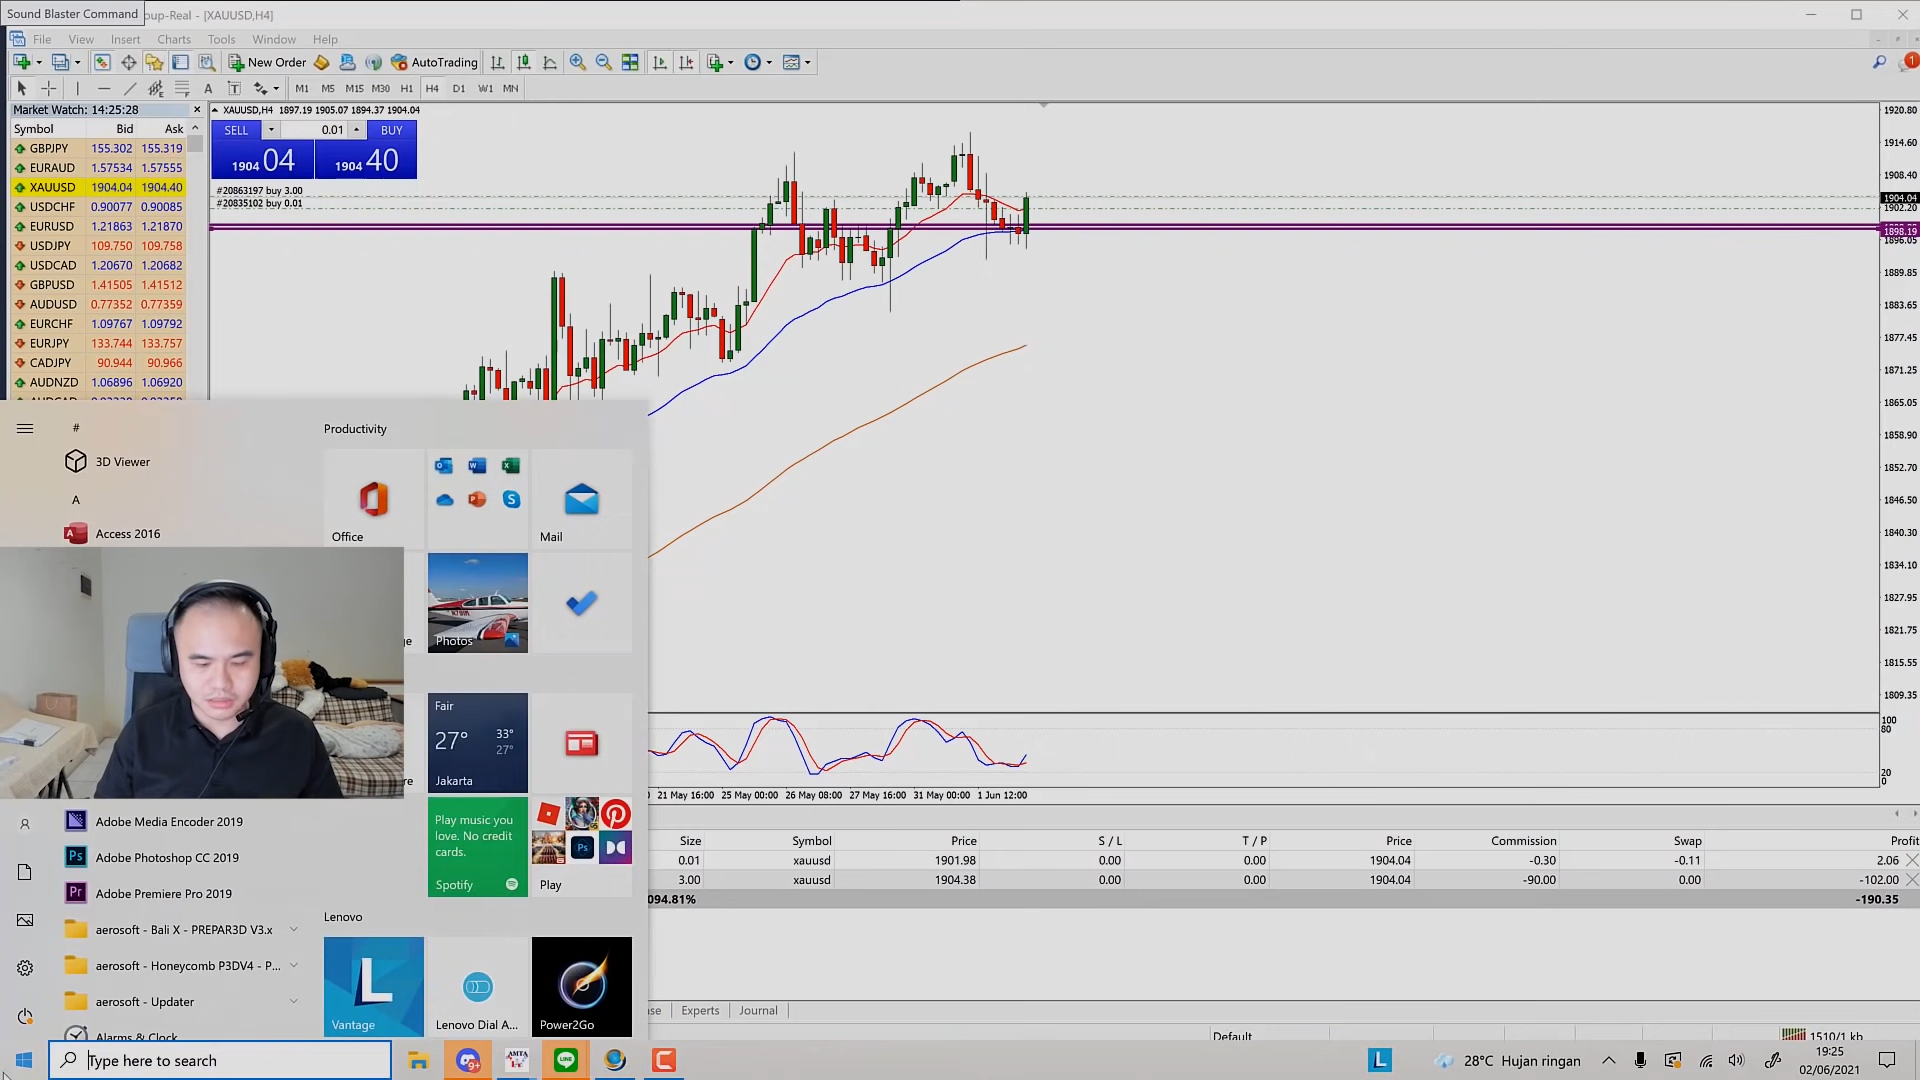 Sound Blaster Command
oup-Real - [XAUUSD,H4]
File View Insert Charts Tools Window Help
New Order AutoTrading 1
A T M1 M5 M15 M30 H1 H4 D1 W1 MN
Market Watch: 14:25:28
Symbol Bid Ask
GBPJPY 155.302 155.319
EURAUD 1.57534 1.57555
XAUUSD 1904.04 1904.40
USDCHF 0.90077 0.90085
EURUSD 1.21863 1.21870
USDJPY 109.750 109.758
USDCAD 1.20670 1.20682
GBPUSD 1.41505 1.41512
AUDUSD 0.77352 0.77359
EURCHF 1.09767 1.09792
EURJPY 133.744 133.757
CADJPY 90.944 90.966
AUDNZD 1.06896 1.06920
XAUUSD,H4 1897.19 1905.07 1894.37 1904.04
SELL 0.01 BUY
1904 04 1904 40
#20863197 buy 3.00
#20835102 buy 0.01
1920.80
1914.60
1908.40
1904.04
1902.20
1898.19
1896.05
1889.85
1883.65
1877.45
1871.25
1865.05
1858.90
1852.70
1846.50
1840.30
1834.10
1827.95
1821.75
1815.55
1809.35
100
80
20
0
21 May 16:00 25 May 00:00 26 May 08:00 27 May 16:00 31 May 00:00 1 Jun 12:00
#
3D Viewer
A
Access 2016
Adobe Media Encoder 2019
Adobe Photoshop CC 2019
Adobe Premiere Pro 2019
aerosoft - Bali X - PREPAR3D V3.x
aerosoft - Honeycomb P3DV4 - P...
aerosoft - Updater
Alarms & Clock
Productivity
Office
Mail
Photos
Fair
27° 33°
27°
Jakarta
Play music you
love. No credit
cards.
Spotify
Play
Lenovo
Vantage
Lenovo Dial A...
Power2Go
Size Symbol Price S / L T / P Price Commission Swap Profit
0.01 xauusd 1901.98 0.00 0.00 1904.04 -0.30 -0.11 2.06
3.00 xauusd 1904.38 0.00 0.00 1904.04 -90.00 0.00 -102.00
094.81% -190.35
Experts Journal
Default 1510/1 kb
Type here to search
9+
AMTA
L
28°C Hujan ringan
19:25
02/06/2021